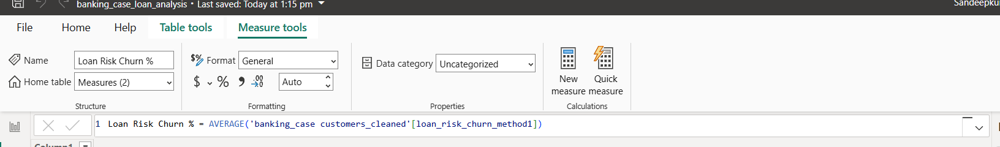 banking_case_loan_analysis • Last saved: Today at 1:15 pm
Sandeepku
File Home Help Table tools Measure tools
Name Loan Risk Churn %
$% Format General
Data category Uncategorized
Home table Measures (2)
$ % , .00 →0 Auto
New measure
Quick measure
Structure Formatting Properties Calculations
1 Loan Risk Churn % = AVERAGE('banking_case customers_cleaned'[loan_risk_churn_method1])
Column1